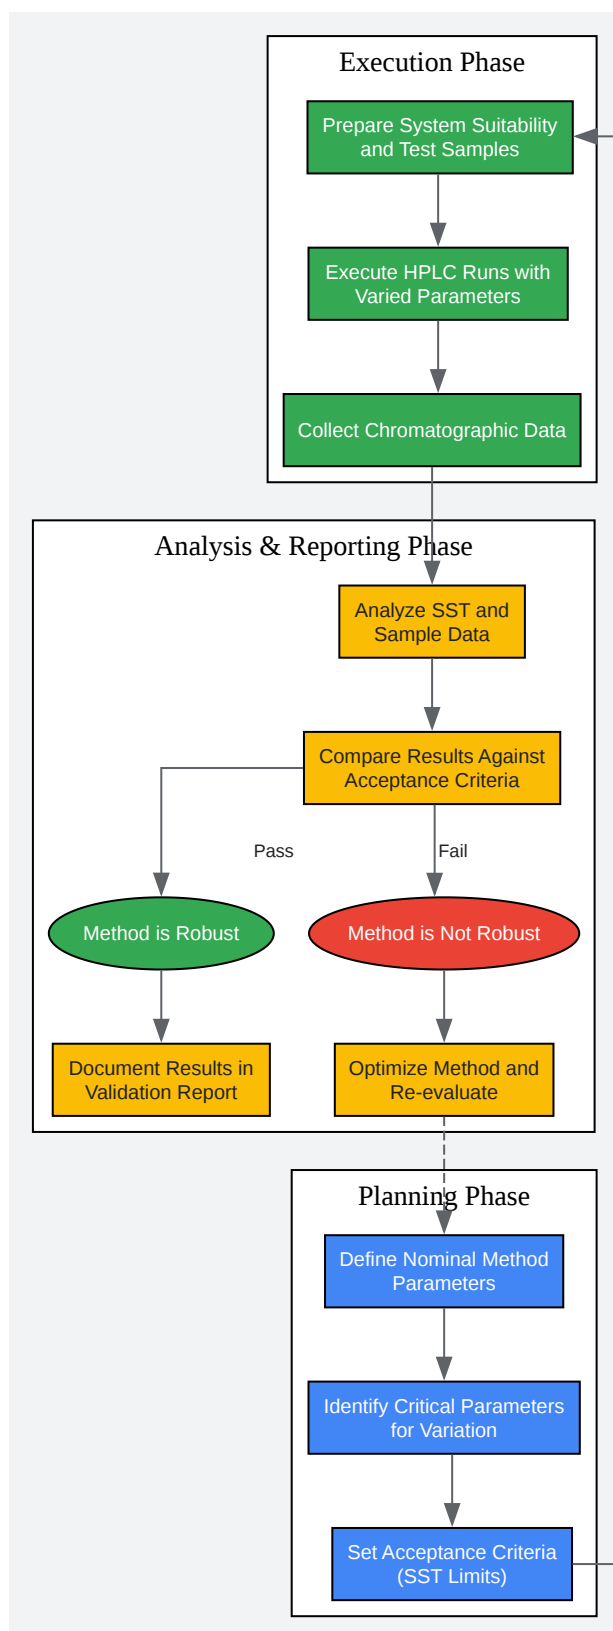 Execution Phase
Prepare System Suitability
and Test Samples
Execute HPLC Runs with
Varied Parameters
Collect Chromatographic Data
Analysis & Reporting Phase
Analyze SST and
Sample Data
Compare Results Against
Acceptance Criteria
Pass
Fail
Method is Robust
Method is Not Robust
Document Results in
Validation Report
Optimize Method and
Re-evaluate
Planning Phase
Define Nominal Method
Parameters
Identify Critical Parameters
for Variation
Set Acceptance Criteria
(SST Limits)